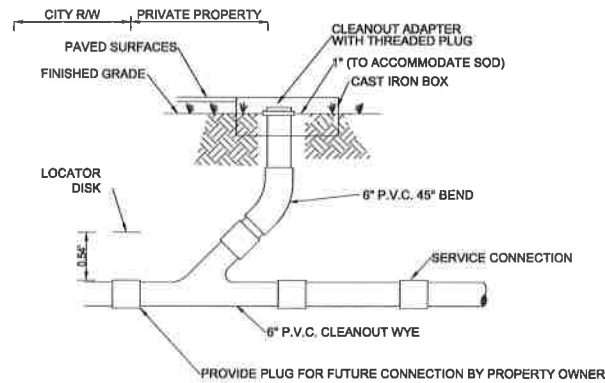 CITY R/W PRIVATE PROPERTY
CLEANOUT ADAPTER
WITH THREADED PLUG
PAVED SURFACES
1" (TO ACCOMMODATE SOD)
FINISHED GRADE
CAST IRON BOX
LOCATOR
DISK
6" P.V.C. 45° BEND
0.54"
SERVICE CONNECTION
6" P.V.C. CLEANOUT WYE
PROVIDE PLUG FOR FUTURE CONNECTION BY PROPERTY OWNER